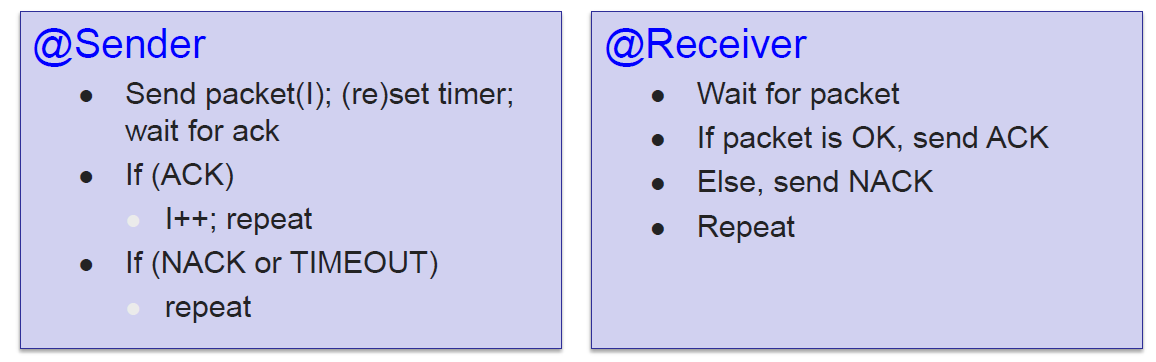 @Sender
● Send packet(I); (re)set timer;
wait for ack
● If (ACK)
● I++; repeat
● If (NACK or TIMEOUT)
● repeat
@Receiver
● Wait for packet
● If packet is OK, send ACK
● Else, send NACK
● Repeat